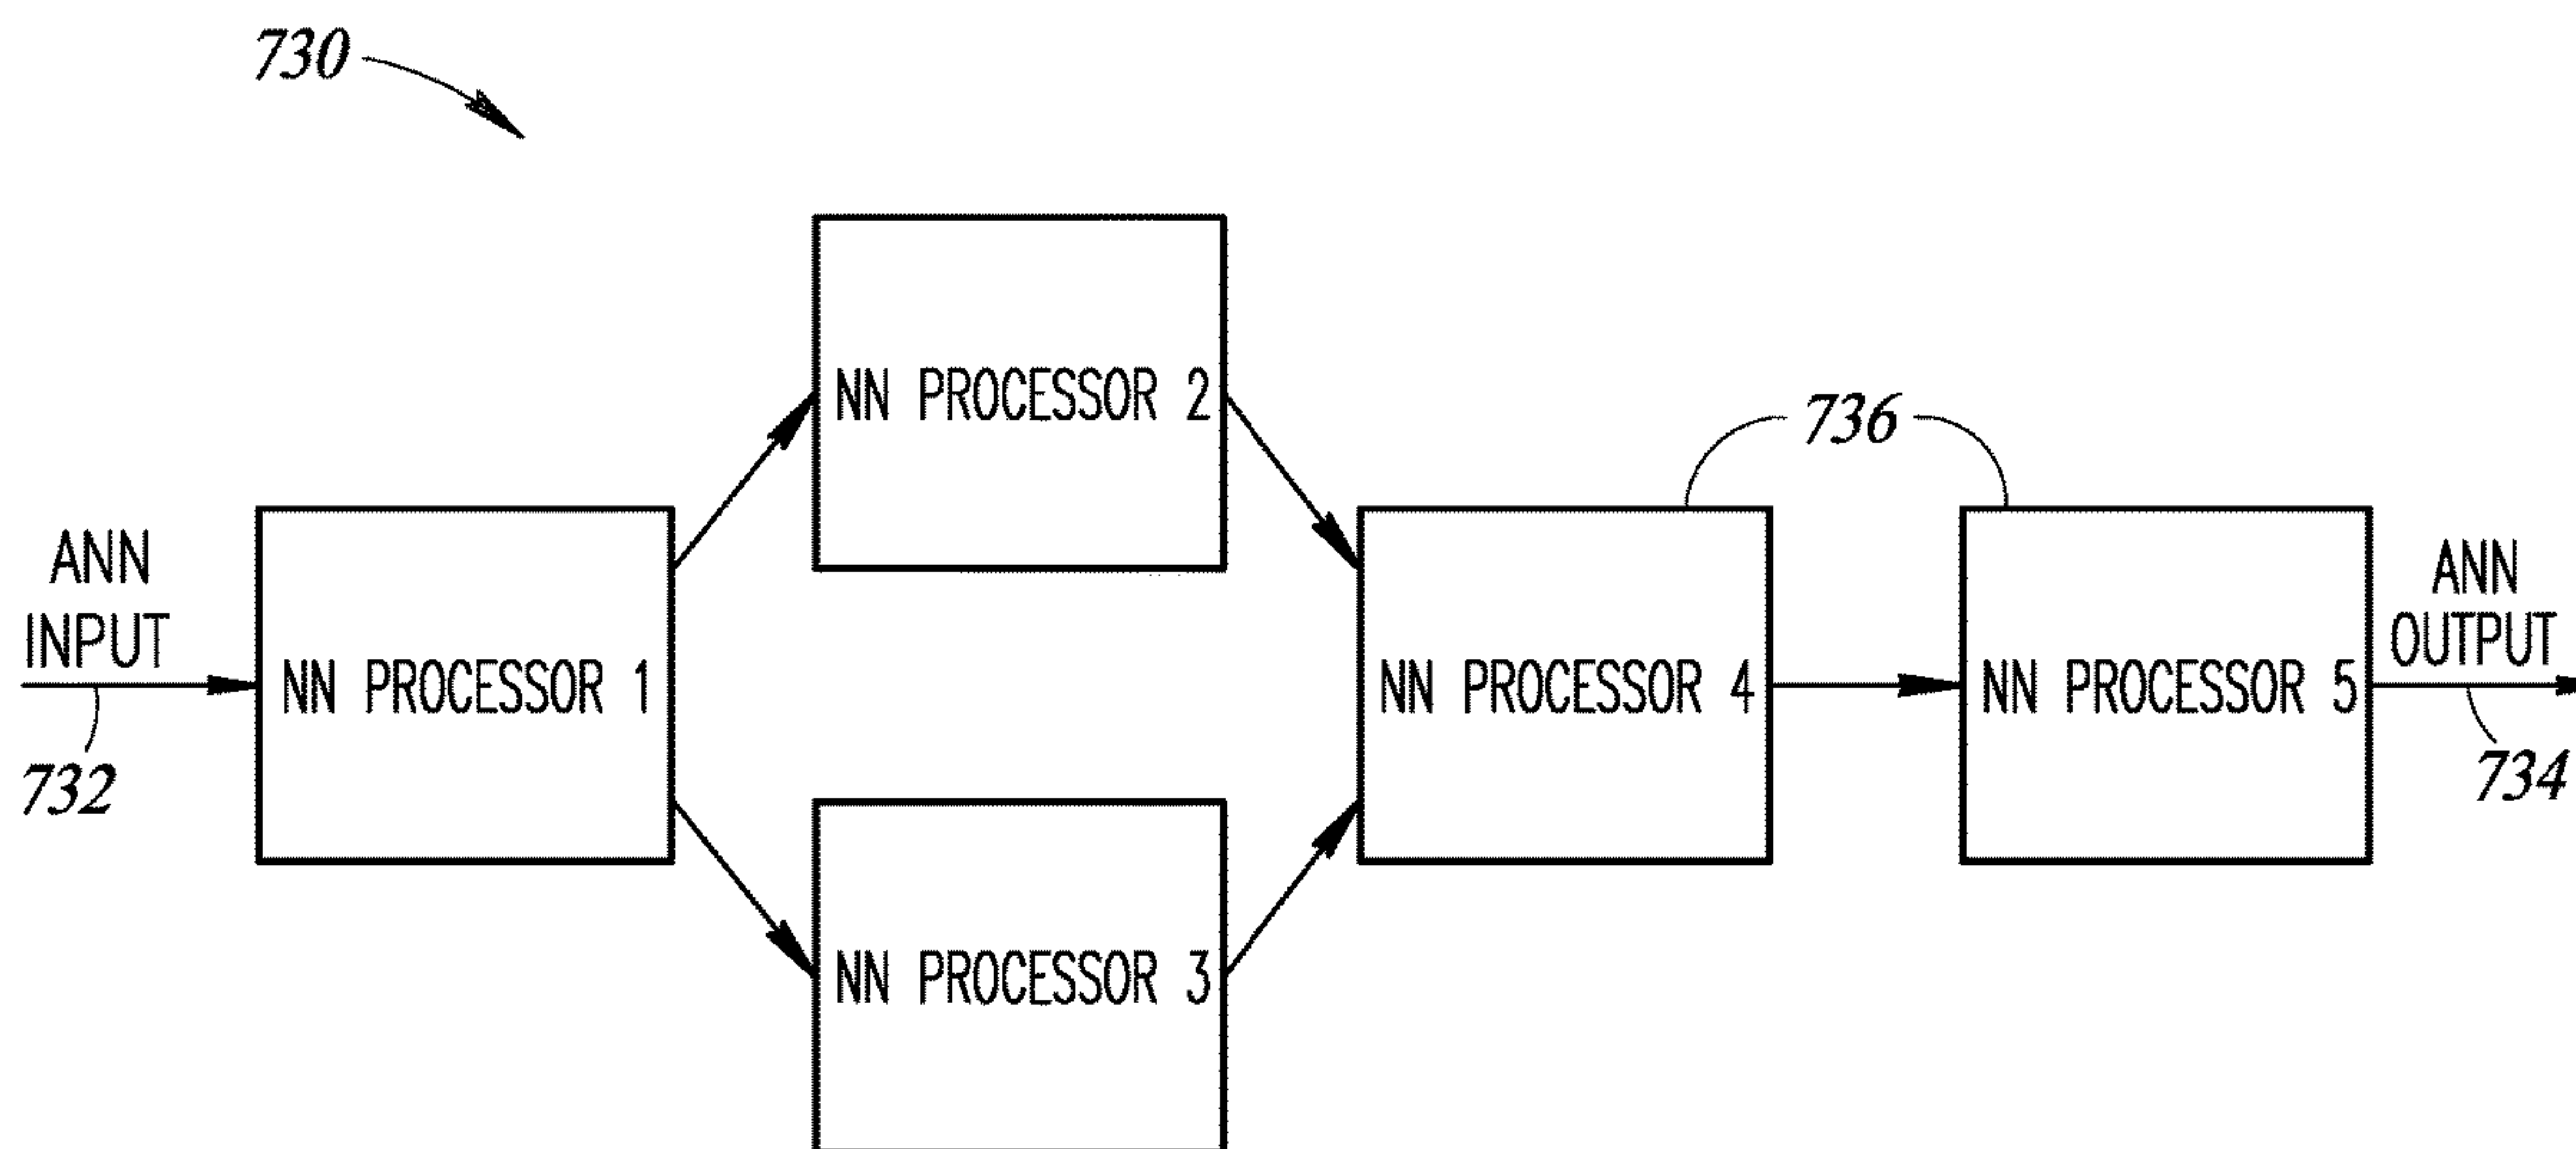 730
NN PROCESSOR 2
736
ANN
INPUT
732
NN PROCESSOR 1
NN PROCESSOR 4
NN PROCESSOR 5
ANN
OUTPUT
734
NN PROCESSOR 3